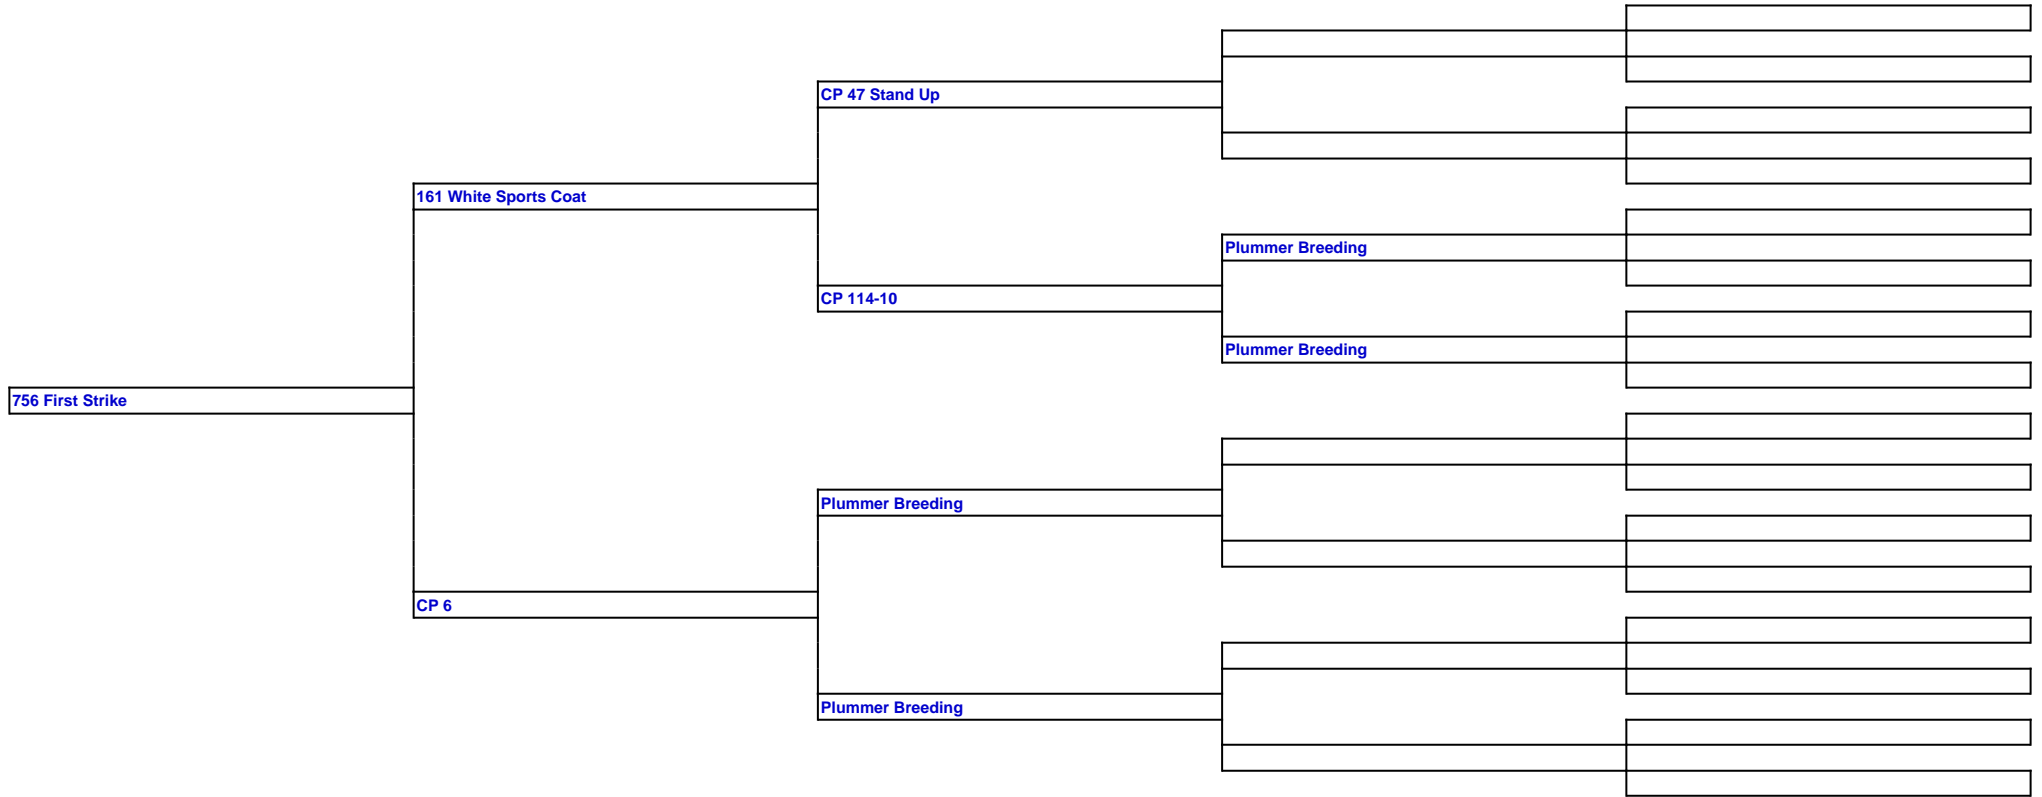 CP 47 Stand Up
161 White Sports Coat
Plummer Breeding
CP 114-10
Plummer Breeding
756 First Strike
Plummer Breeding
CP 6
Plummer Breeding